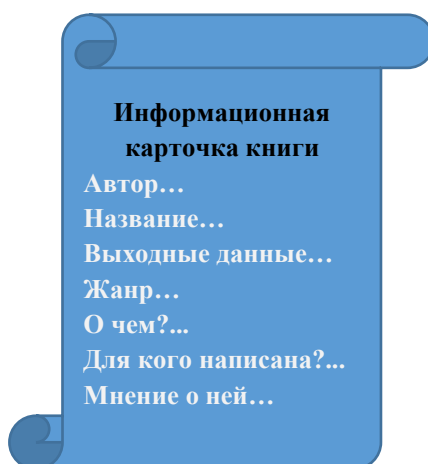 Информационная
карточка книги
Автор…
Название…
Выходные данные…
Жанр…
О чем?...
Для кого написана?...
Мнение о ней…